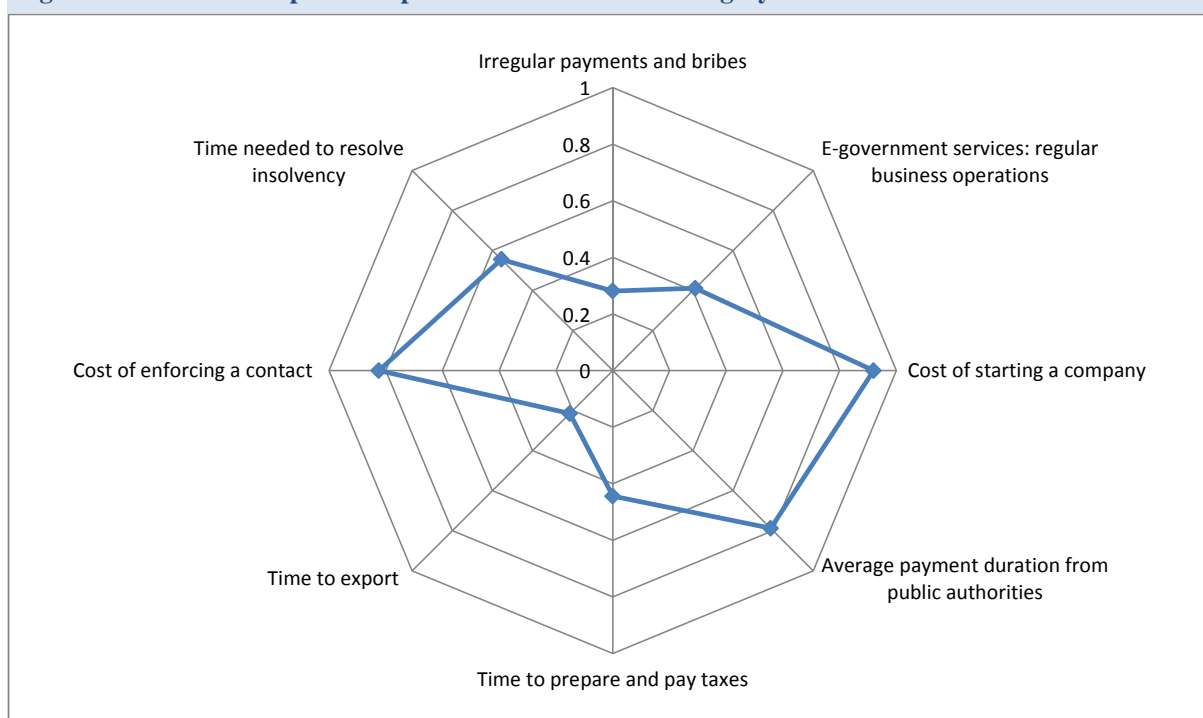 Irregular payments and bribes
1
0.8
0.6
0.4
0.2
0
E-government services: regular
business operations
Cost of starting a company
Average payment duration from
public authorities
Time to prepare and pay taxes
Time to export
Cost of enforcing a contact
Time needed to resolve
insolvency